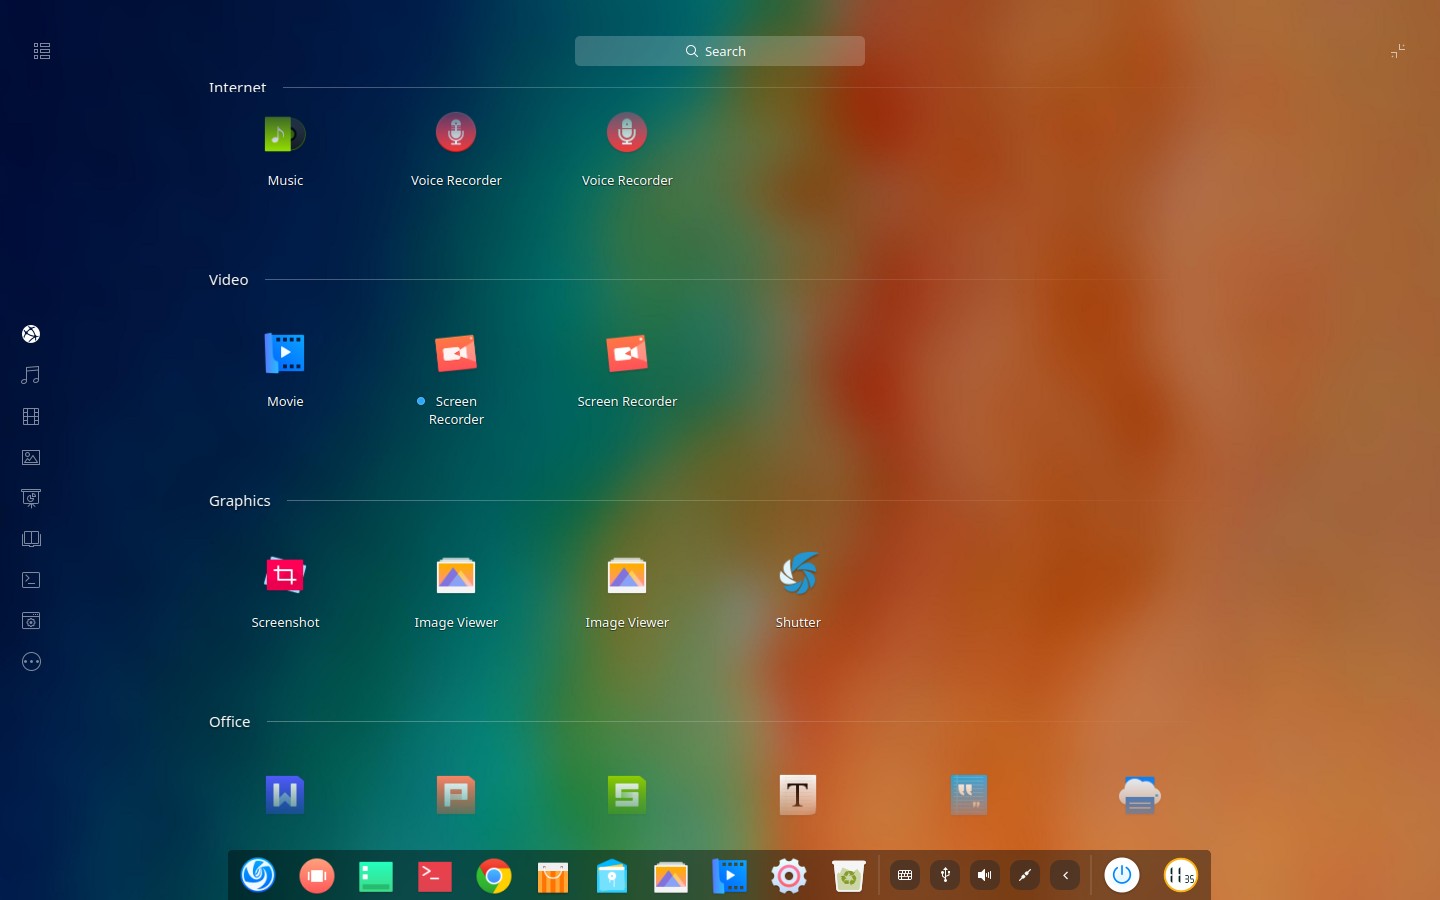 Search
Internet
Music
Voice Recorder
Voice Recorder
Video
Movie
Screen
Recorder
Screen Recorder
Graphics
Screenshot
Image Viewer
Image Viewer
Shutter
Office
W
P
S
T
11 35